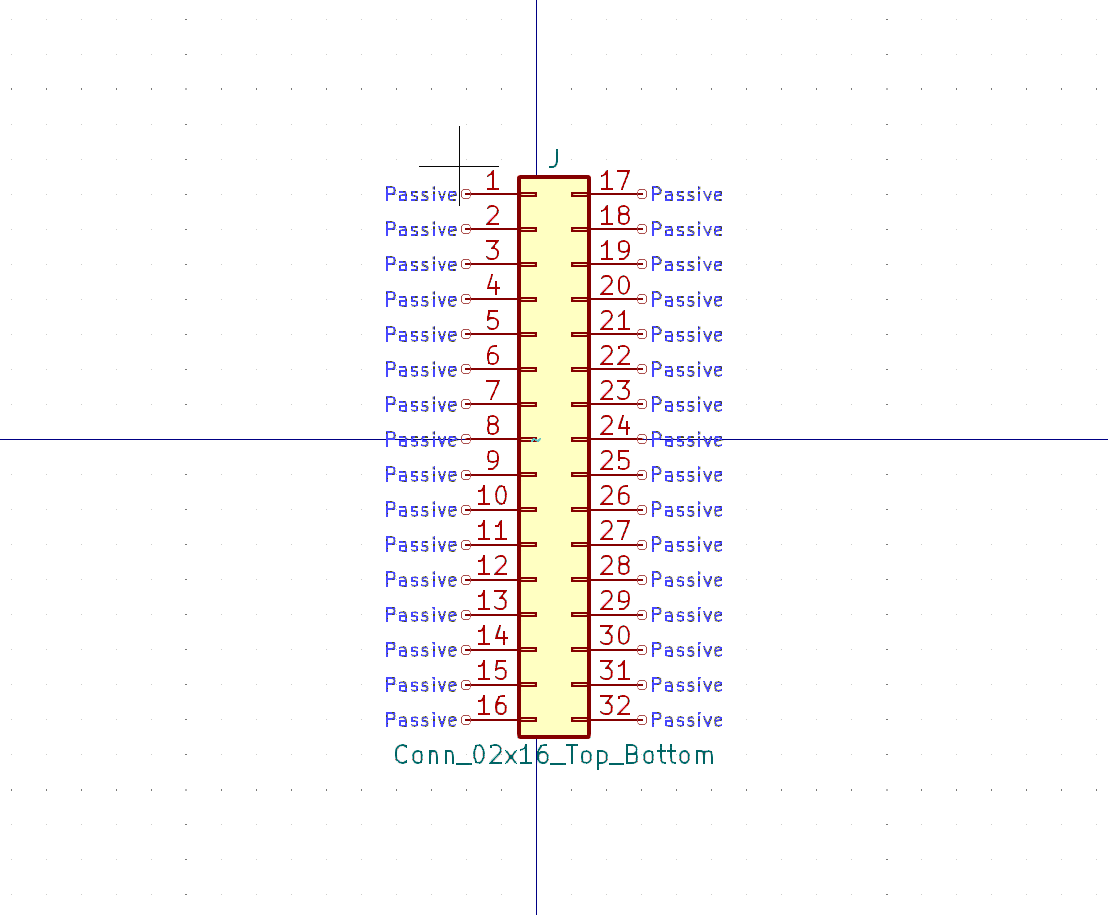 J
Passive 1 17 Passive
Passive 2 18 Passive
Passive 3 19 Passive
Passive 4 20 Passive
Passive 5 21 Passive
Passive 6 22 Passive
Passive 7 23 Passive
Passive 8 24 Passive
Passive 9 25 Passive
Passive 10 26 Passive
Passive 11 27 Passive
Passive 12 28 Passive
Passive 13 29 Passive
Passive 14 30 Passive
Passive 15 31 Passive
Passive 16 32 Passive
Conn_02x16_Top_Bottom